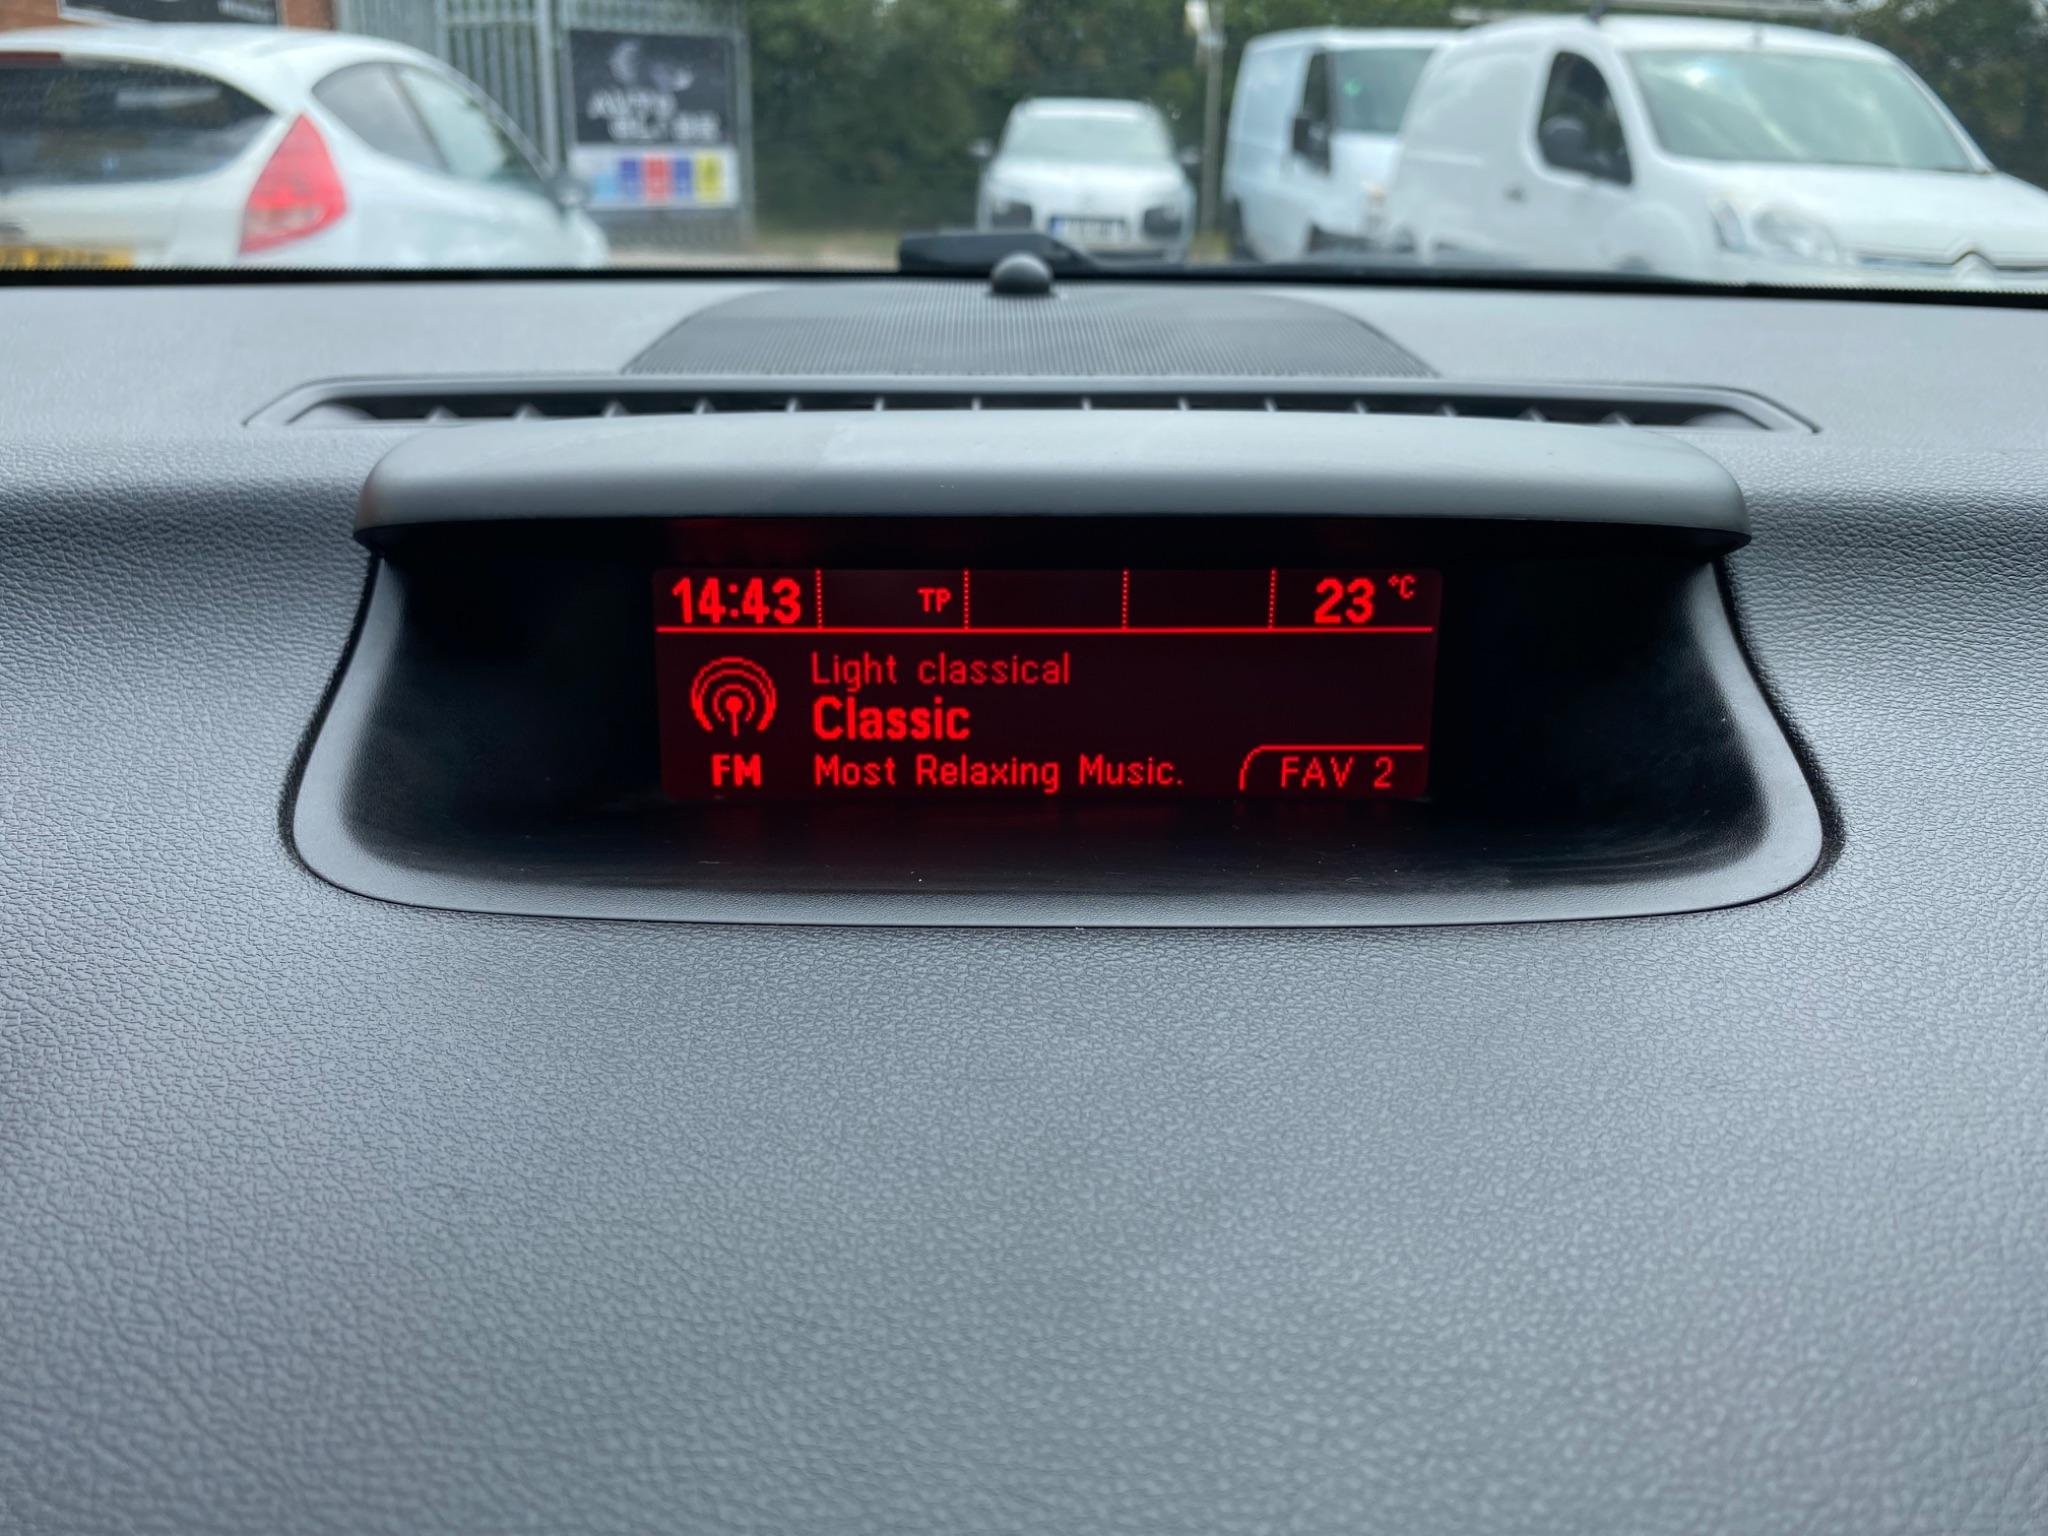 14:43 TP 23 °C
Light classical
Classic
FM Most Relaxing Music. FAV 2